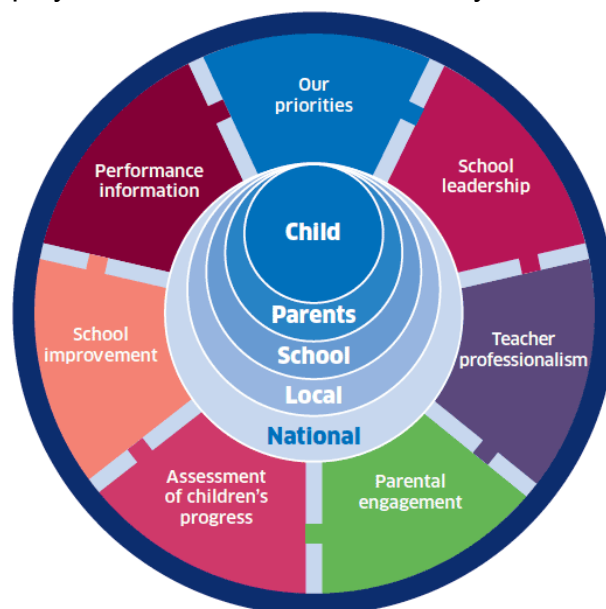 Our
priorities
School
leadership
Teacher
professionalism
Parental
engagement
Assessment
of children's
progress
School
improvement
Performance
information
Child
Parents
School
Local
National